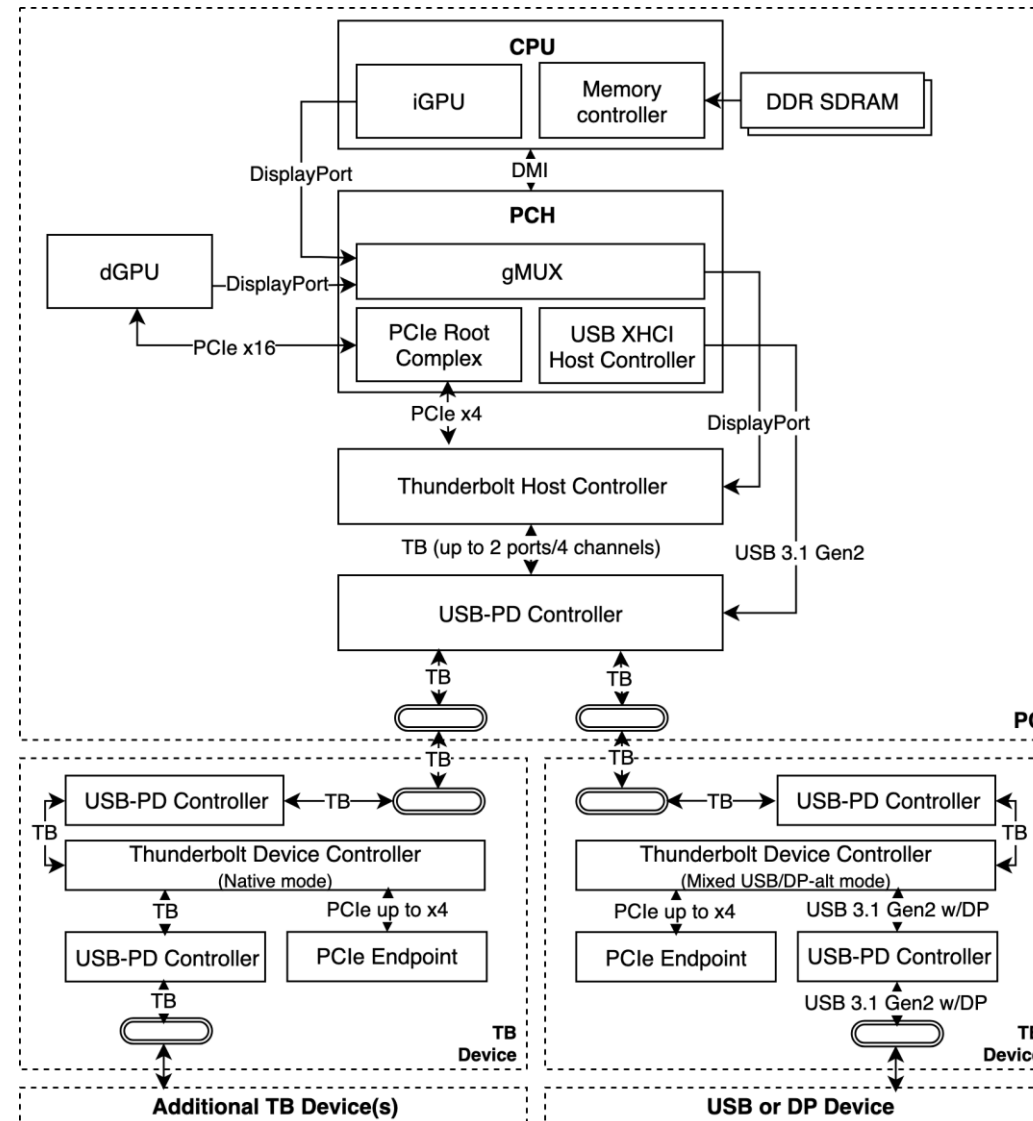 CPU
iGPU
Memory
controller
DDR SDRAM
DisplayPort
DMI
PCH
dGPU
DisplayPort
gMUX
PCIe x16
PCIe Root
Complex
USB XHCI
Host Controller
PCIe x4
DisplayPort
Thunderbolt Host Controller
TB (up to 2 ports/4 channels)
USB 3.1 Gen2
USB-PD Controller
TB
TB
TB
TB
USB-PD Controller
TB
TB
Thunderbolt Device Controller
(Native mode)
TB
PCIe up to x4
USB-PD Controller
PCIe Endpoint
TB
TB
Device
Additional TB Device(s)
TB
USB-PD Controller
TB
Thunderbolt Device Controller
(Mixed USB/DP-alt mode)
PCIe up to x4
USB 3.1 Gen2 w/DP
PCIe Endpoint
USB-PD Controller
USB 3.1 Gen2 w/DP
Device
USB or DP Device